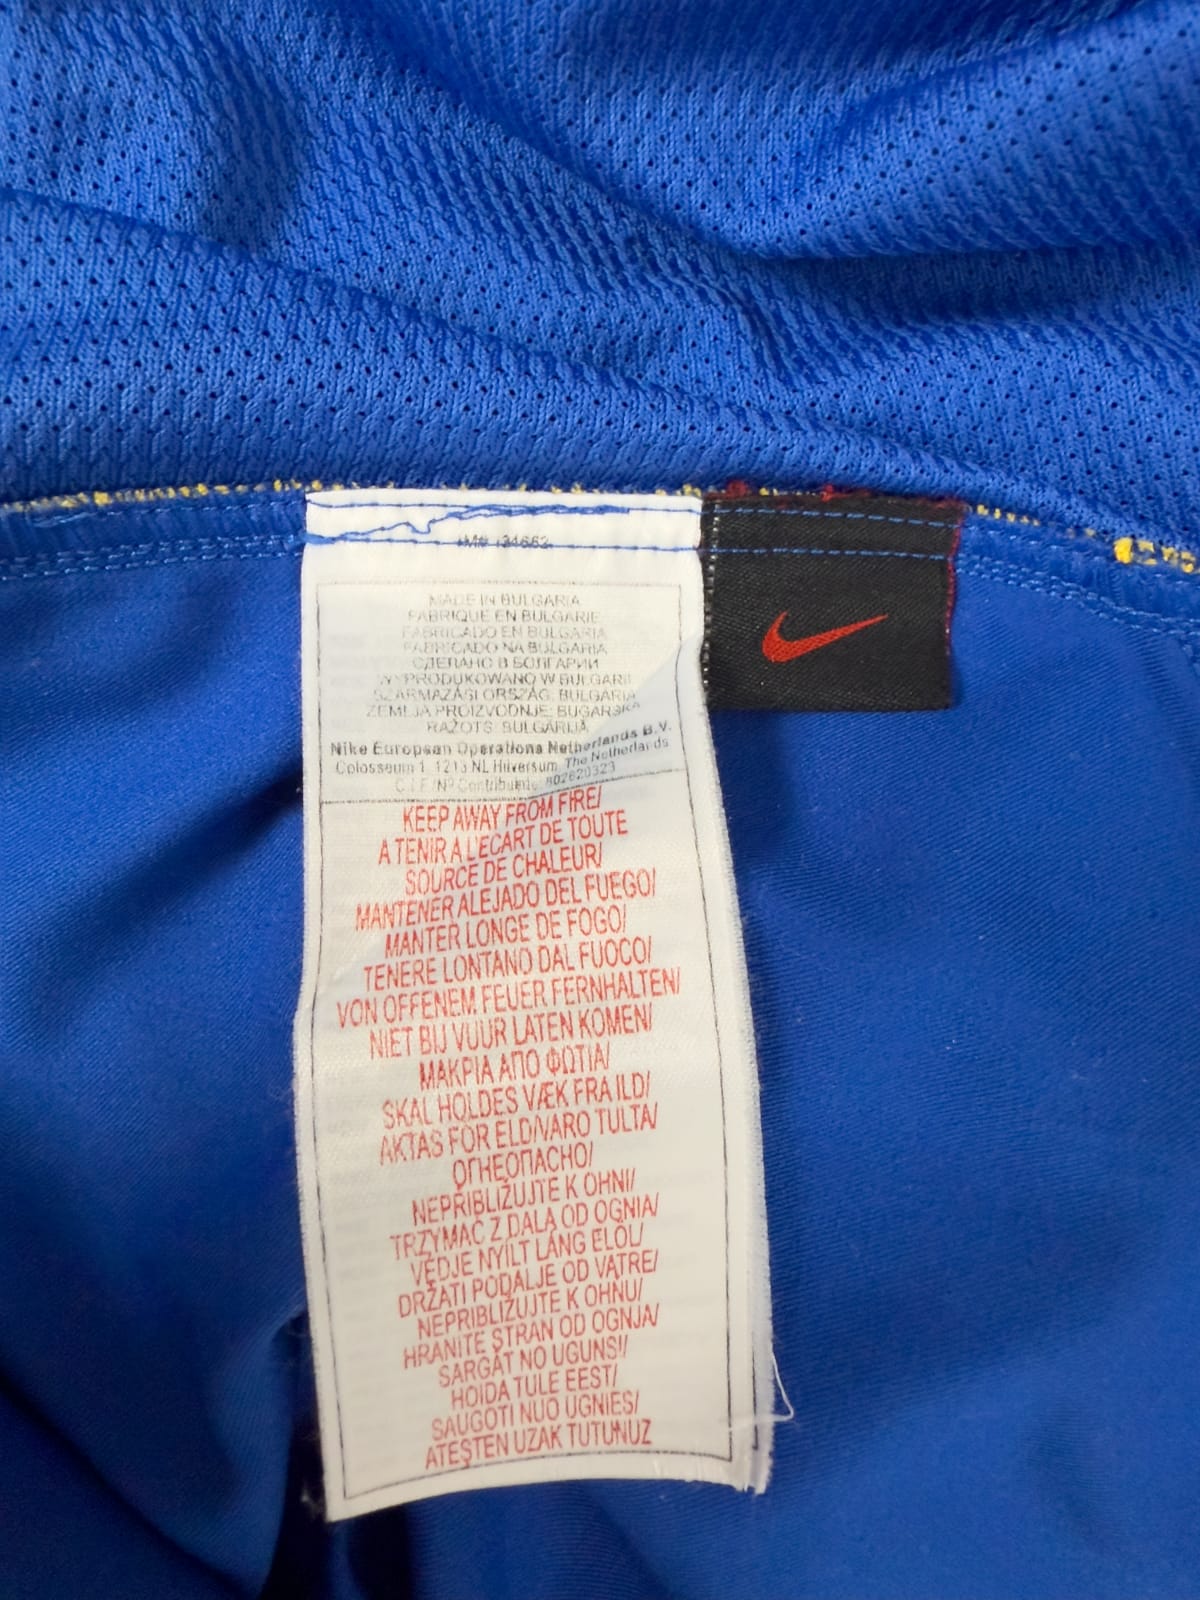 MADE IN BULGARIA
FABRIQUE EN BULGARIE
FABRICADO EN BULGARIA
FABRICADO NA BULGARIA
СДЕЛАНО В БОЛГАРИИ
WYPRODUKOWANO W BULGARII
SZÁRMAZÁSI ORSZÁG: BULGÁRIA
ZEMLJA PROIZVODNJE: BUGARSKA
RAŽOTS: BULGĀRIJA
Nike European Operations Netherlands B.V.
Colosseum 1 1213 NL Hilversum The Netherlands
C.I.F./Nº Contribuinte:
KEEP AWAY FROM FIRE/
A TENIR A L'ECART DE TOUTE
SOURCE DE CHALEUR/
MANTENER ALEJADO DEL FUEGO/
MANTER LONGE DE FOGO/
TENERE LONTANO DAL FUOCO/
VON OFFENEM FEUER FERNHALTEN/
NIET BIJ VUUR LATEN KOMEN/
ΜΑΚΡΙΑ ΑΠΟ ΦΩΤΙΑ/
SKAL HOLDES VÆK FRA ILD/
AKTAS FÖR ELD/VARO TULTA/
ОГНЕОПАСНО/
NEPŘIBLIŽUJTE K OHNI/
TRZYMAĆ Z DALA OD OGNIA/
VÉDJE NYÍLT LÁNG ELŐL/
DRŽATI PODALJE OD VATRE/
NEPRIBLIŽUJTE K OHNU/
HRANITE STRAN OD OGNJA/
SARGĀT NO UGUNS!/
HOIDA TULE EEST/
SAUGOTI NUO UGNIES/
ATEŞTEN UZAK TUTUNUZ